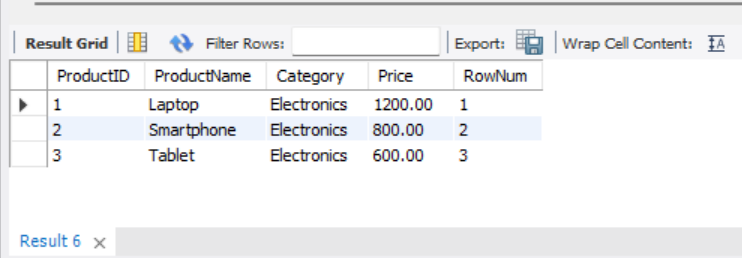 Result Grid Filter Rows: Export: Wrap Cell Content:
ProductID ProductName Category Price RowNum
1 Laptop Electronics 1200.00 1
2 Smartphone Electronics 800.00 2
3 Tablet Electronics 600.00 3
Result 6